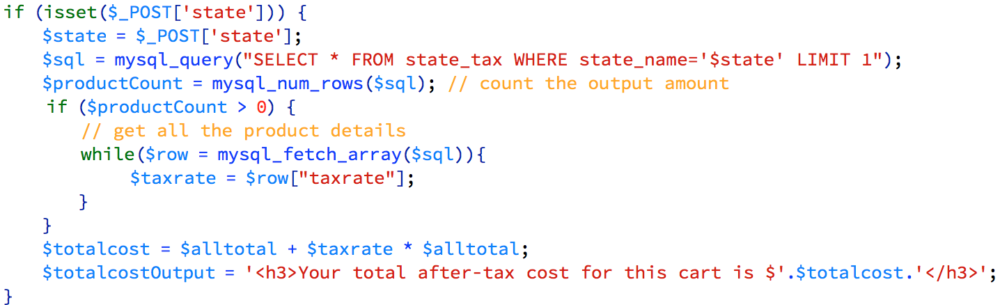 if (isset($_POST['state'])) {
$state = $_POST['state'];
$sql = mysql_query("SELECT * FROM state_tax WHERE state_name='$state' LIMIT 1");
$productCount = mysql_num_rows($sql); // count the output amount
if ($productCount > 0) {
// get all the product details
while($row = mysql_fetch_array($sql)){
$taxrate = $row["taxrate"];
}
}
$totalcost = $alltotal + $taxrate * $alltotal;
$totalcostOutput = '<h3>Your total after-tax cost for this cart is $'.$totalcost.'</h3>';
}